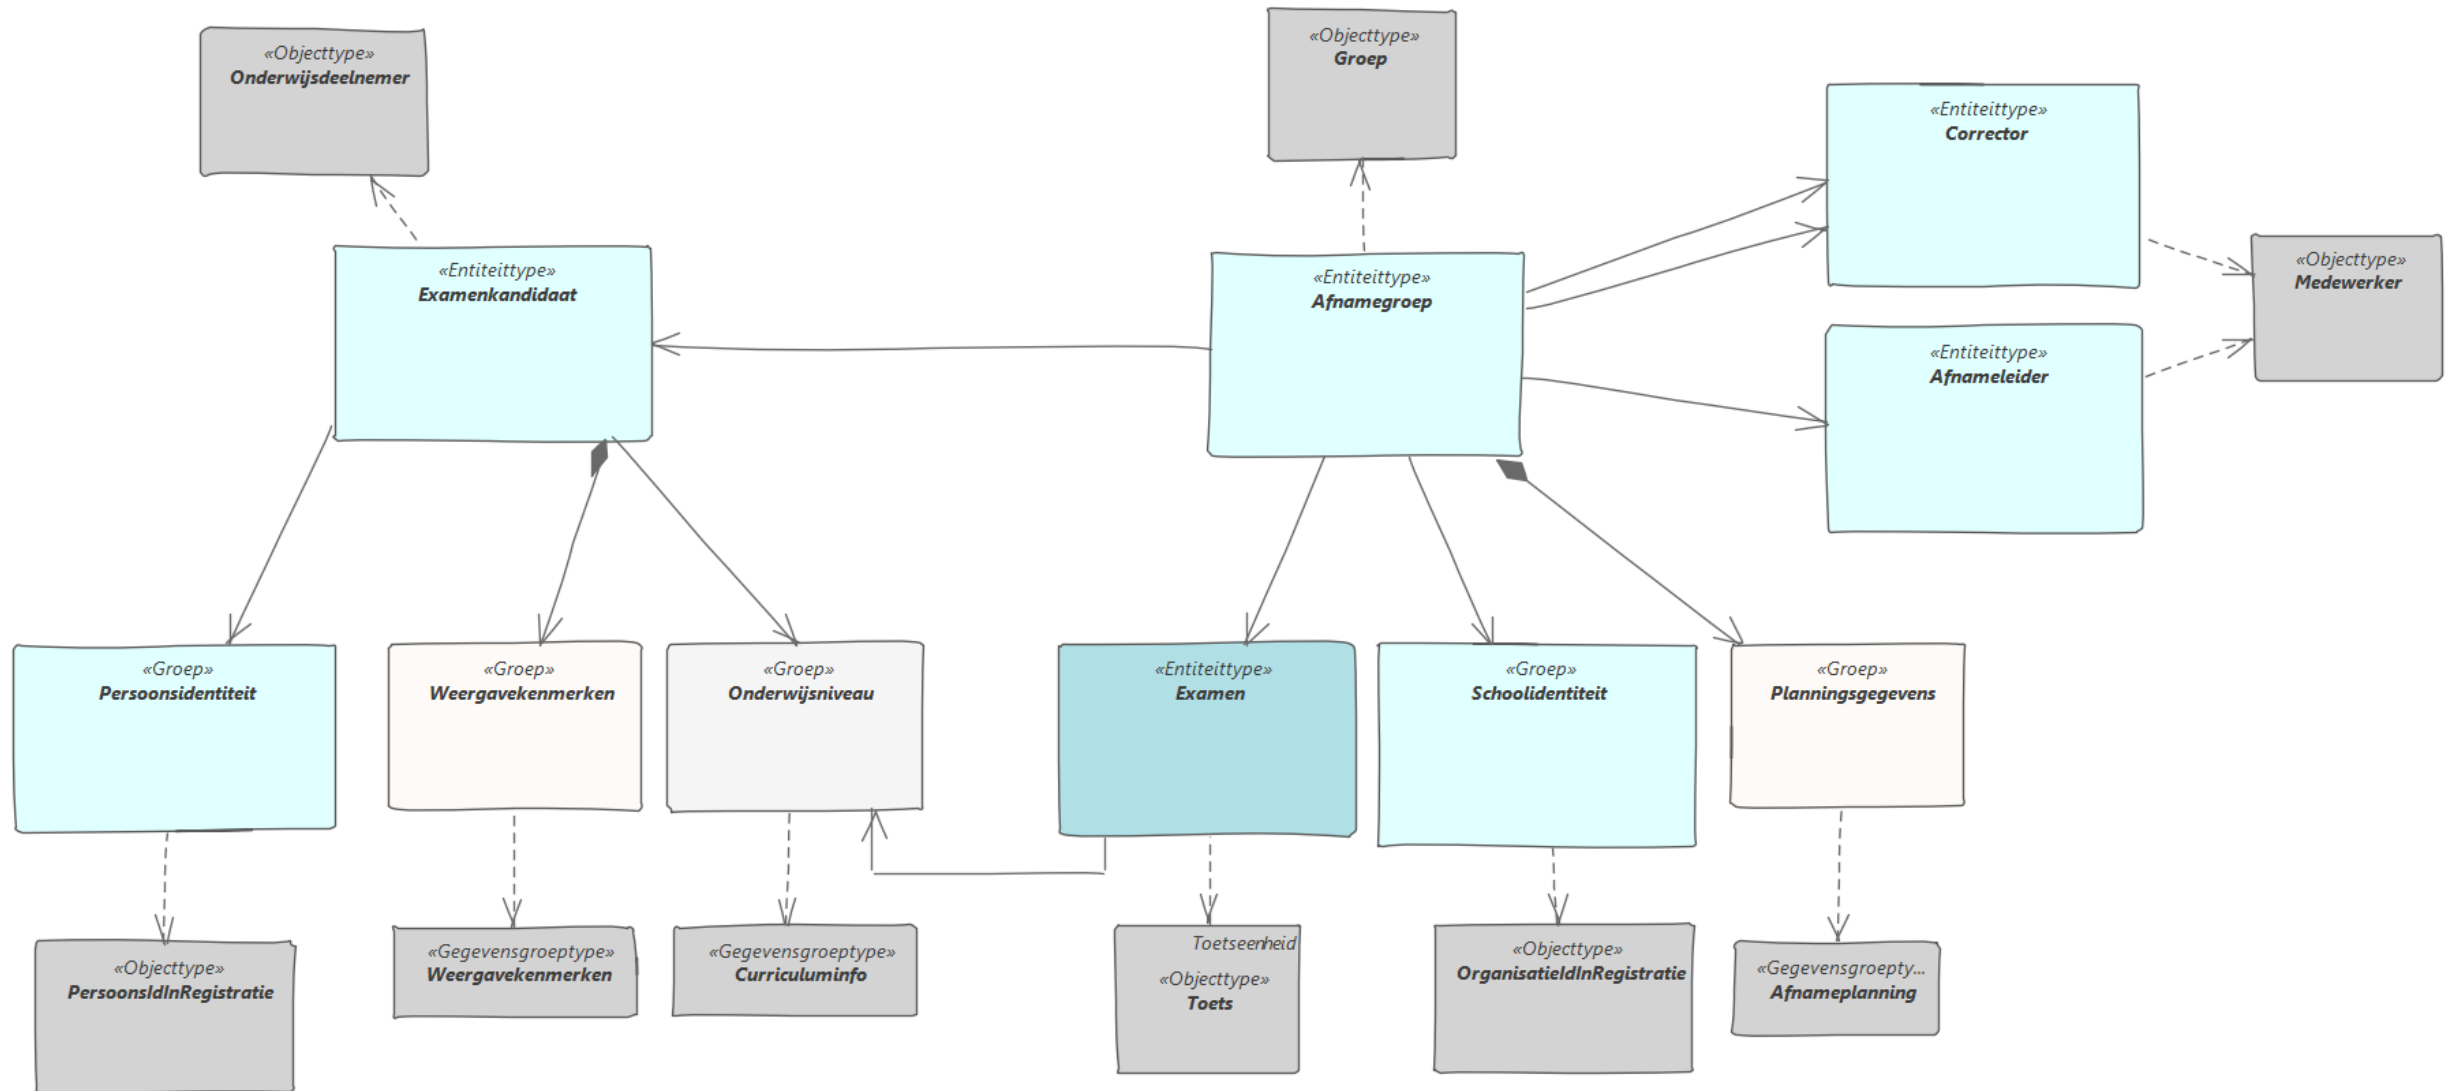 «Objecttype»
Onderwijsdeelnemer
«Objecttype»
Groep
«Entiteittype»
Corrector
«Objecttype»
Medewerker
«Entiteittype»
Examenkandidaat
«Entiteittype»
Afnamegroep
«Entiteittype»
Afnameleider
«Groep»
Persoonsidentiteit
«Groep»
Weergavekenmerken
«Groep»
Onderwijsniveau
«Entiteittype»
Examen
«Groep»
Schoolidentiteit
«Groep»
Planningsgegevens
«Objecttype»
PersoonsIdInRegistratie
«Gegevensgroeptype»
Weergavekenmerken
«Gegevensgroeptype»
Curriculuminfo
Toetseenheid
«Objecttype»
Toets
«Objecttype»
OrganisatieIdInRegistratie
«Gegevensgroepty...
Afnameplanning